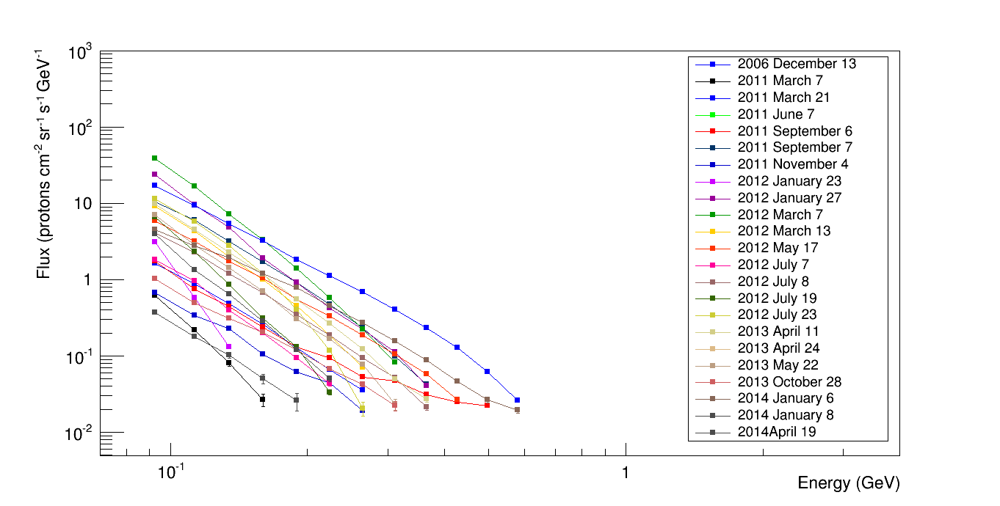 Flux (protons cm-2 sr-1 s-1 GeV-1
10^3
10^2
10
1
10^-1
10^-2
10^-1
1
Energy (GeV)
2006 December 13
2011 March 7
2011 March 21
2011 June 7
2011 September 6
2011 September 7
2011 November 4
2012 January 23
2012 January 27
2012 March 7
2012 March 13
2012 May 17
2012 July 7
2012 July 8
2012 July 19
2012 July 23
2013 April 11
2013 April 24
2013 May 22
2013 October 28
2014 January 6
2014 January 8
2014April 19